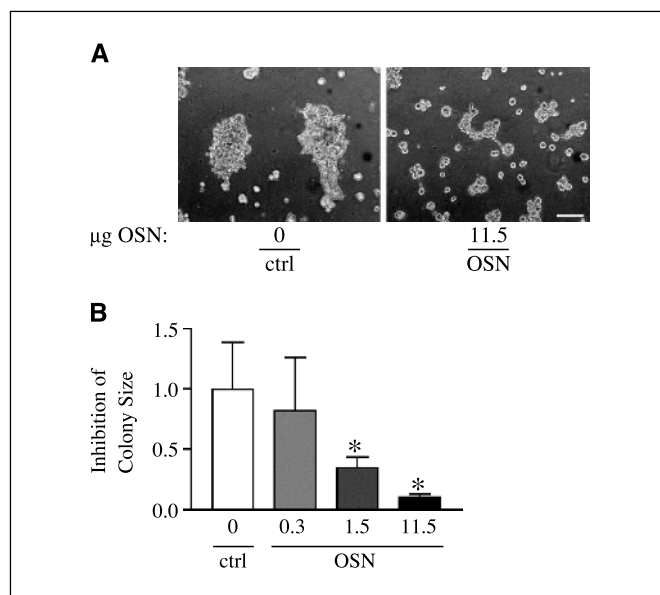 A
µg OSN: 0 11.5
ctrl OSN
B
Inhibition of
Colony Size
1.5
1.0
0.5
0.0
*
*
0 0.3 1.5 11.5
ctrl OSN